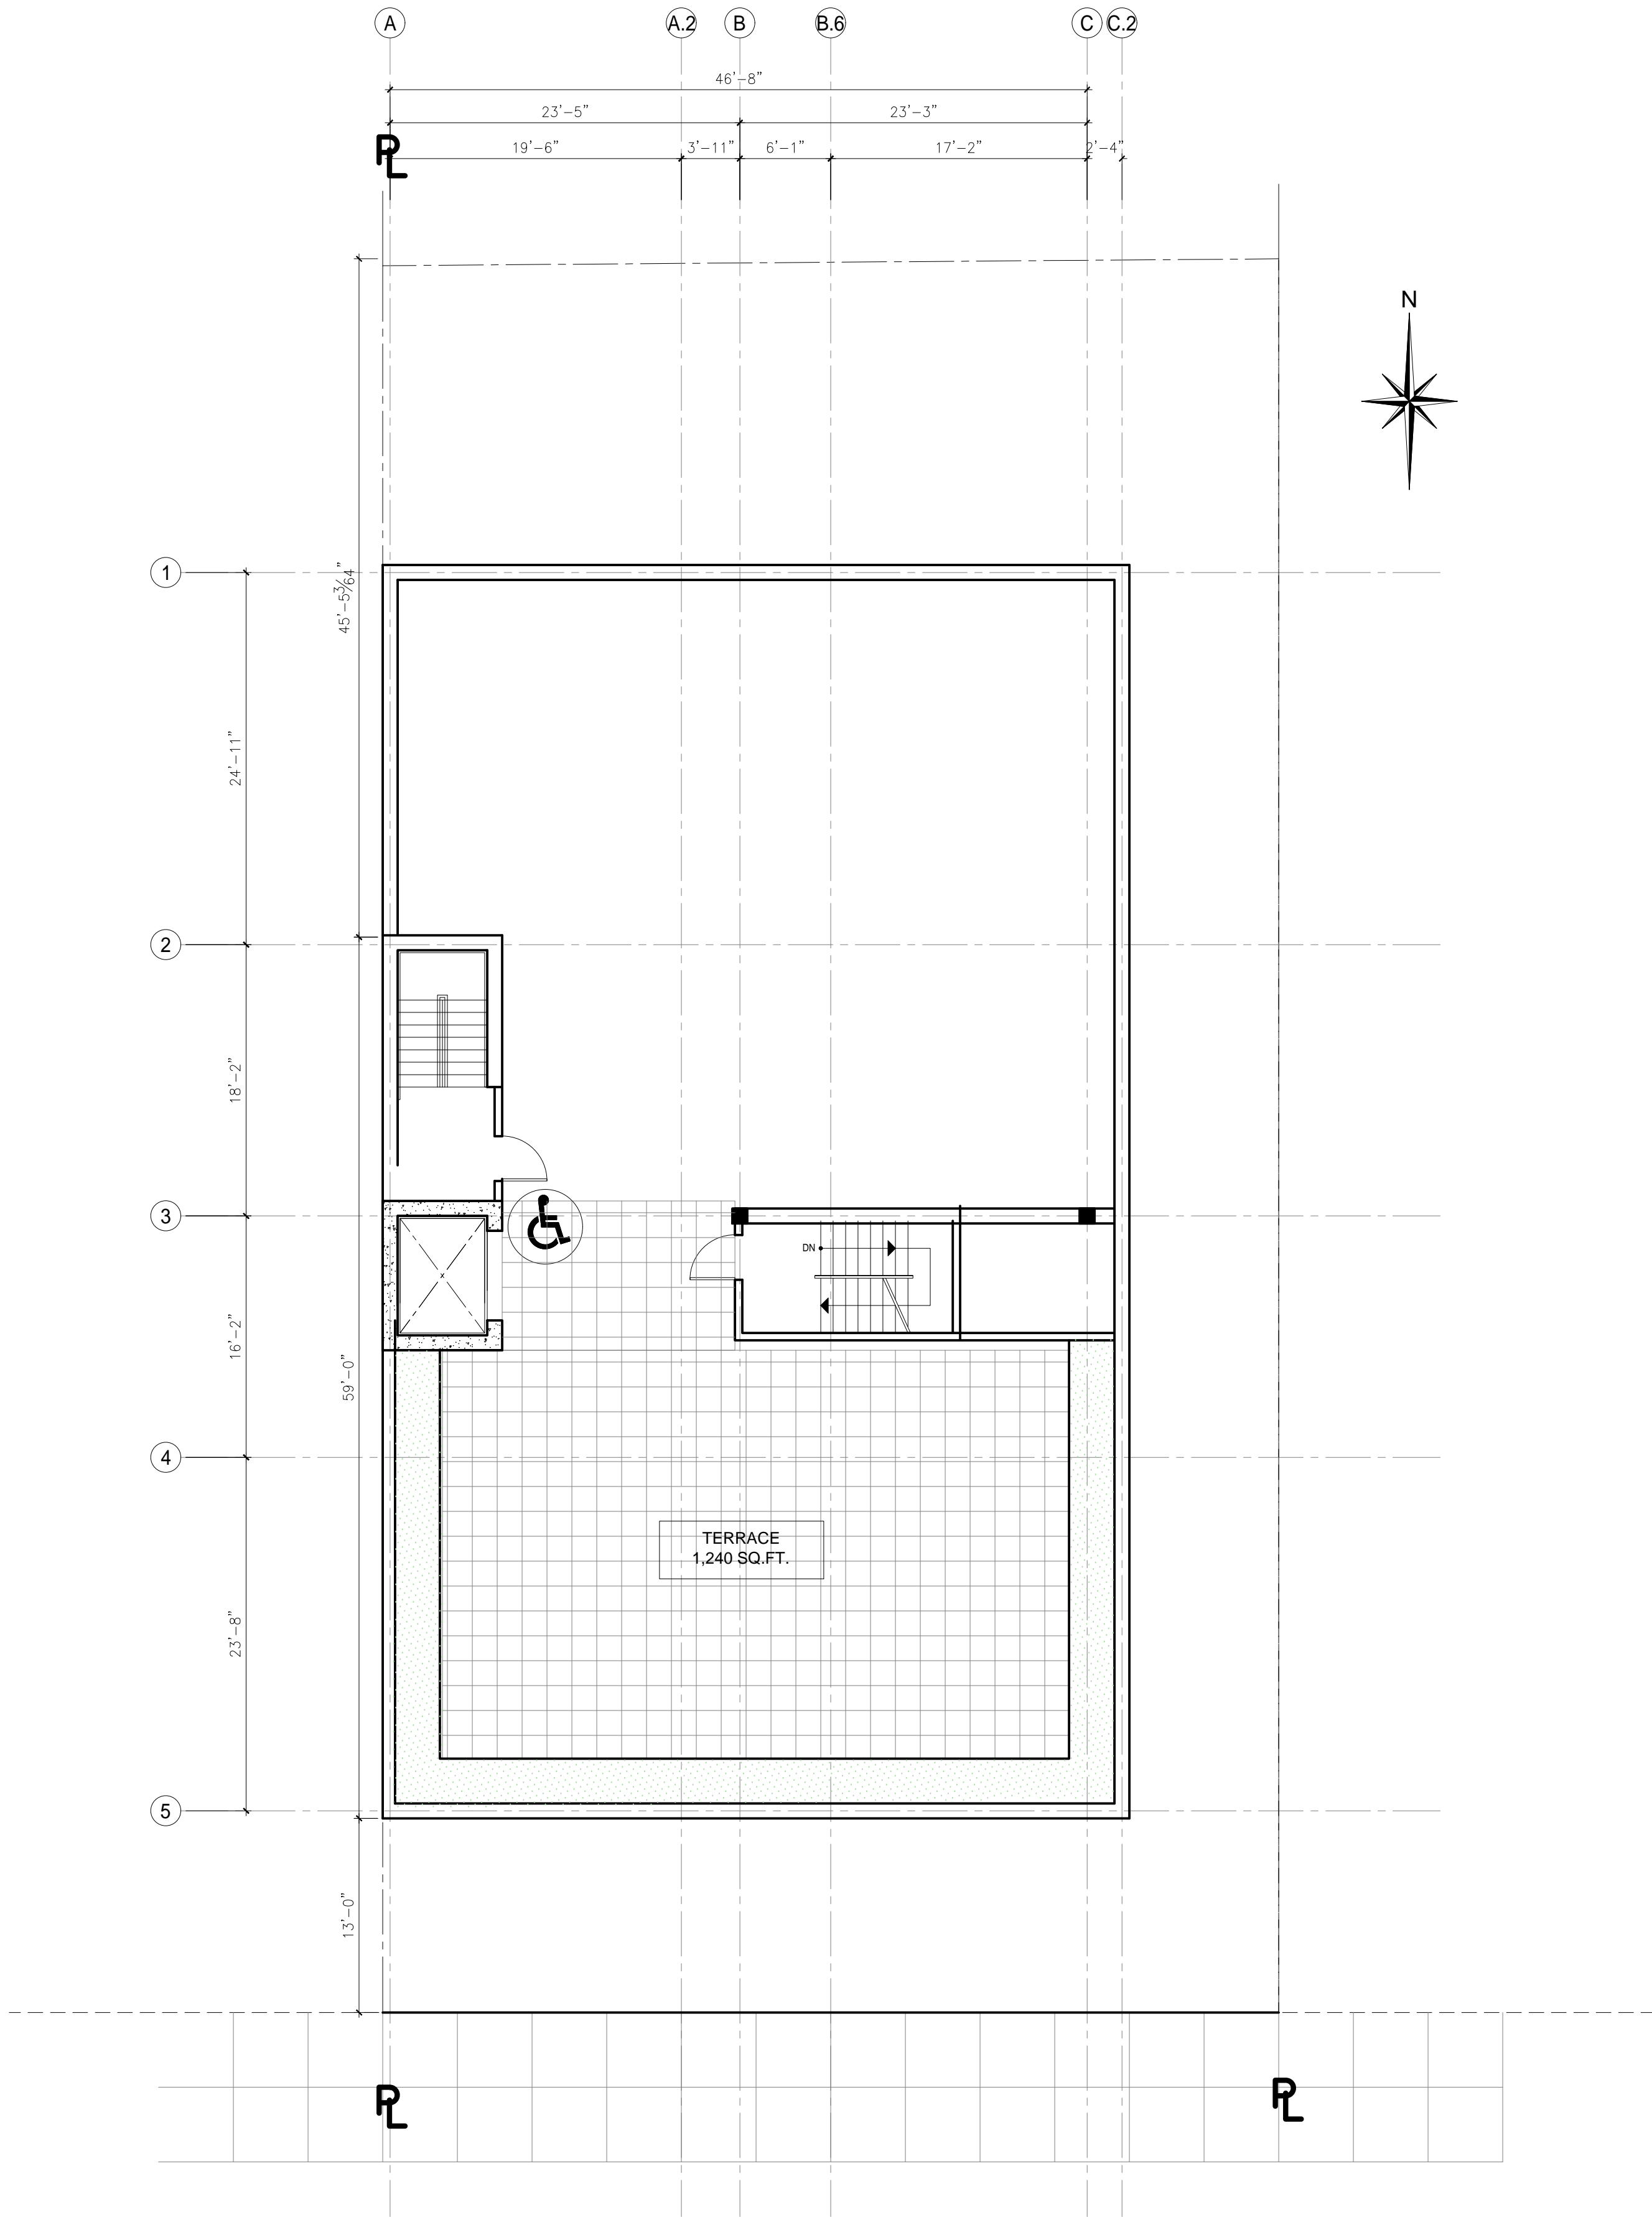 A A.2 B B.6 C C.2
46'-8"
23'-5" 23'-3"
19'-6" 3'-11" 6'-1" 17'-2" 2'-4"
PL
N
1
45'-5 3/64"
24'-11"
2
18'-2"
3
DN
x
16'-2"
59'-0"
4
TERRACE
1,240 SQ.FT.
23'-8"
5
13'-0"
PL PL